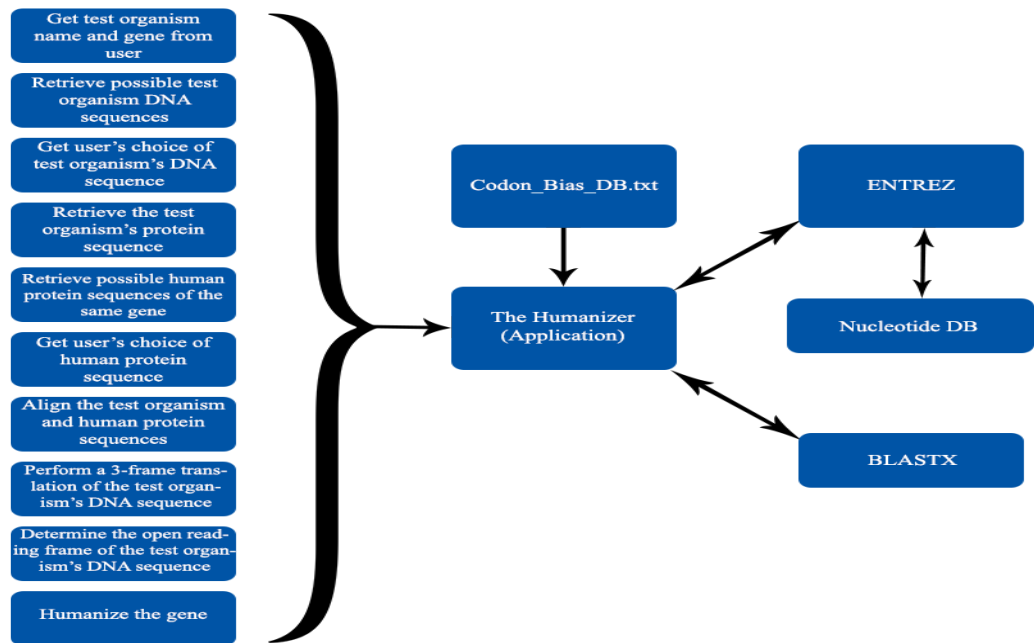 Get test organism
name and gene from
user
Retrieve possible test
organism DNA
sequences
Get user's choice of
test organism's DNA
sequence
Retrieve the test
organism's protein
sequence
Retrieve possible human
protein sequences of the
same gene
Get user's choice of
human protein
sequence
Align the test organism
and human protein
sequences
Perform a 3-frame trans-
lation of the test organ-
ism's DNA sequence
Determine the open read-
ing frame of the test organ-
ism's DNA sequence
Humanize the gene
Codon_Bias_DB.txt
The Humanizer
(Application)
ENTREZ
Nucleotide DB
BLASTX